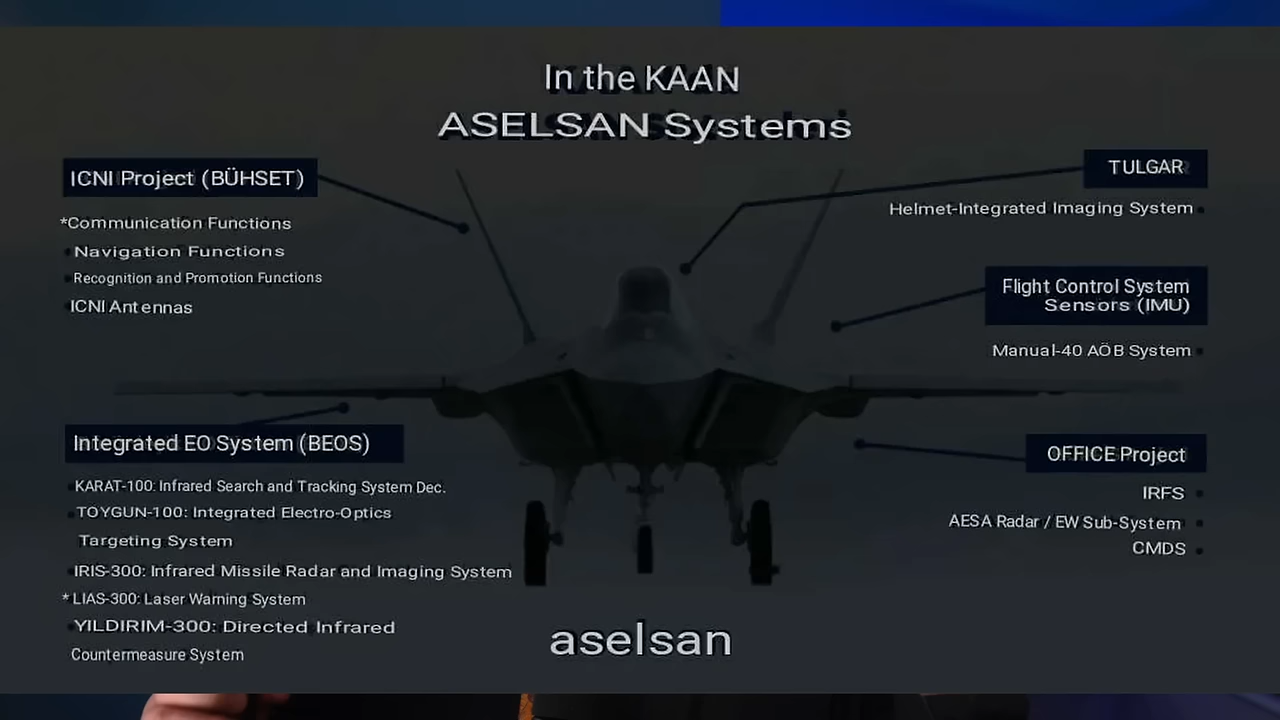 In the KAAN
ASELSAN Systems
ICNI Project (BÜHSET)
*Communication Functions
Navigation Functions
Recognition and Promotion Functions
ICNI Antennas
Integrated EO System (BEOS)
KARAT-100: Infrared Search and Tracking System Dec.
TOYGUN-100: Integrated Electro-Optics
Targeting System
IRIS-300: Infrared Missile Radar and Imaging System
* LIAS-300: Laser Warning System
YILDIRIM-300: Directed Infrared
Countermeasure System
TULGAR
Helmet-Integrated Imaging System
Flight Control System
Sensors (IMU)
Manual-40 AÖB System
OFFICE Project
IRFS
AESA Radar / EW Sub-System
CMDS
aselsan